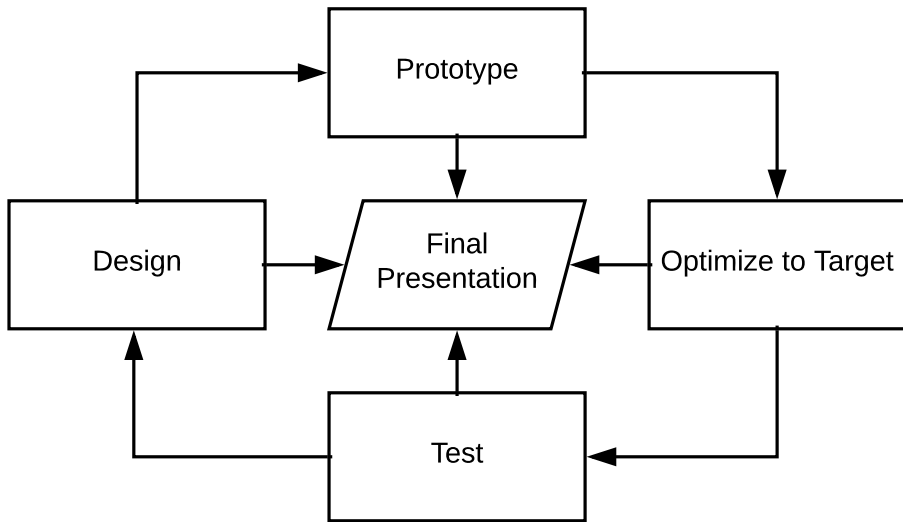 Prototype
Design
Final
Presentation
Optimize to Target
Test